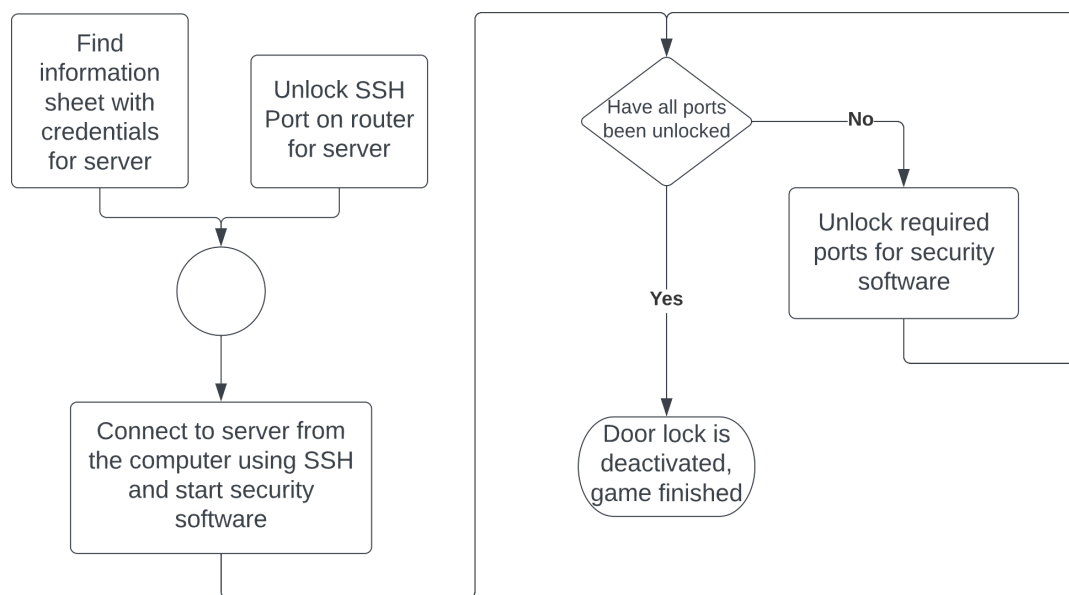 Find
information
sheet with
credentials
for server
Unlock SSH
Port on router
for server
Connect to server from
the computer using SSH
and start security
software
Have all ports
been unlocked
No
Unlock required
ports for security
software
Yes
Door lock is
deactivated,
game finished